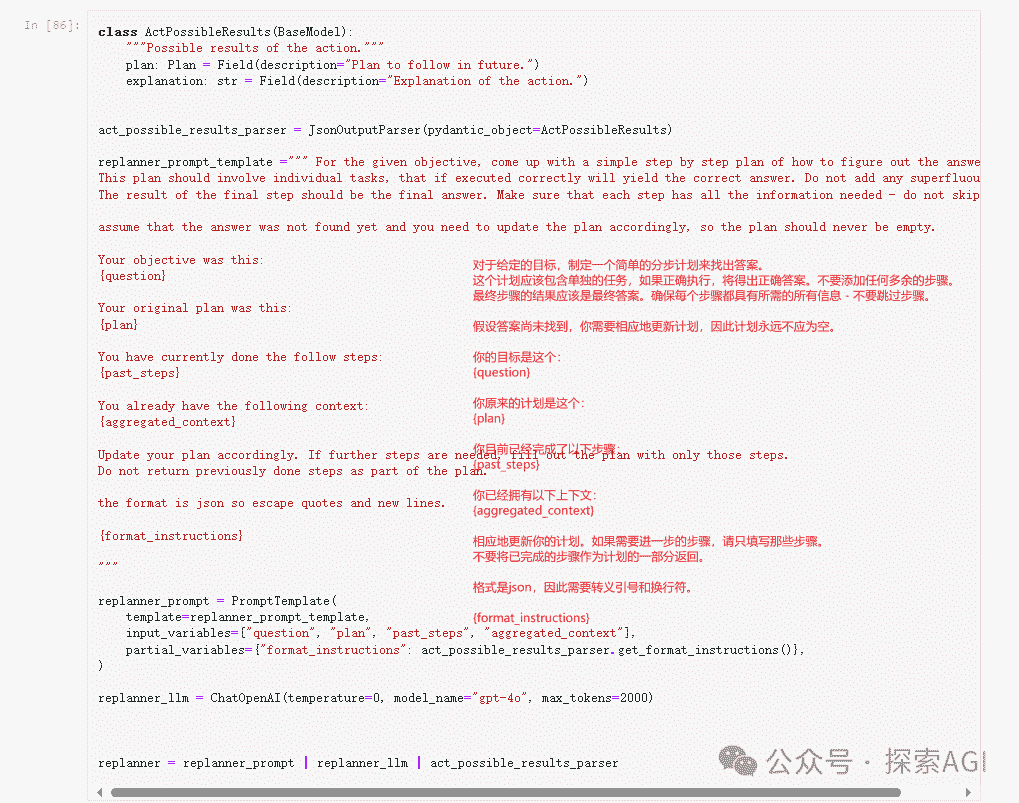 In [86]:
class ActPossibleResults(BaseModel):
"""Possible results of the action."""
plan: Plan = Field(description="Plan to follow in future.")
explanation: str = Field(description="Explanation of the action.")
act_possible_results_parser = JsonOutputParser(pydantic_object=ActPossibleResults)
replanner_prompt_template =""" For the given objective, come up with a simple step by step plan of how to figure out the answe
This plan should involve individual tasks, that if executed correctly will yield the correct answer. Do not add any superfluou
The result of the final step should be the final answer. Make sure that each step has all the information needed - do not skip
assume that the answer was not found yet and you need to update the plan accordingly, so the plan should never be empty.
Your objective was this:
{question}
Your original plan was this:
{plan}
You have currently done the follow steps:
{past_steps}
You already have the following context:
{aggregated_context}
Update your plan accordingly. If further steps are needed, fill out the plan with only those steps.
Do not return previously done steps as part of the plan.
the format is json so escape quotes and new lines.
{format_instructions}
"""
对于给定的目标，制定一个简单的分步计划来找出答案。
这个计划应该包含单独的任务，如果正确执行，将得出正确答案。不要添加任何多余的步骤。
最终步骤的结果应该是最终答案。确保每个步骤都具有所需的所有信息 - 不要跳过步骤。
假设答案尚未找到，你需要相应地更新计划，因此计划永远不应为空。
你的目标是这个：
{question}
你原来的计划是这个：
{plan}
你目前已经完成了以下步骤：
{past_steps}
你已经拥有以下上下文：
{aggregated_context}
相应地更新你的计划。如果需要进一步的步骤，请只填写那些步骤。
不要将已完成的步骤作为计划的一部分返回。
格式是json，因此需要转义引号和换行符。
{format_instructions}
replanner_prompt = PromptTemplate(
template=replanner_prompt_template,
input_variables=["question", "plan", "past_steps", "aggregated_context"],
partial_variables={"format_instructions": act_possible_results_parser.get_format_instructions()},
)
replanner_llm = ChatOpenAI(temperature=0, model_name="gpt-4o", max_tokens=2000)
replanner = replanner_prompt | replanner_llm | act_possible_results_parser
公众号 · 探索AGI